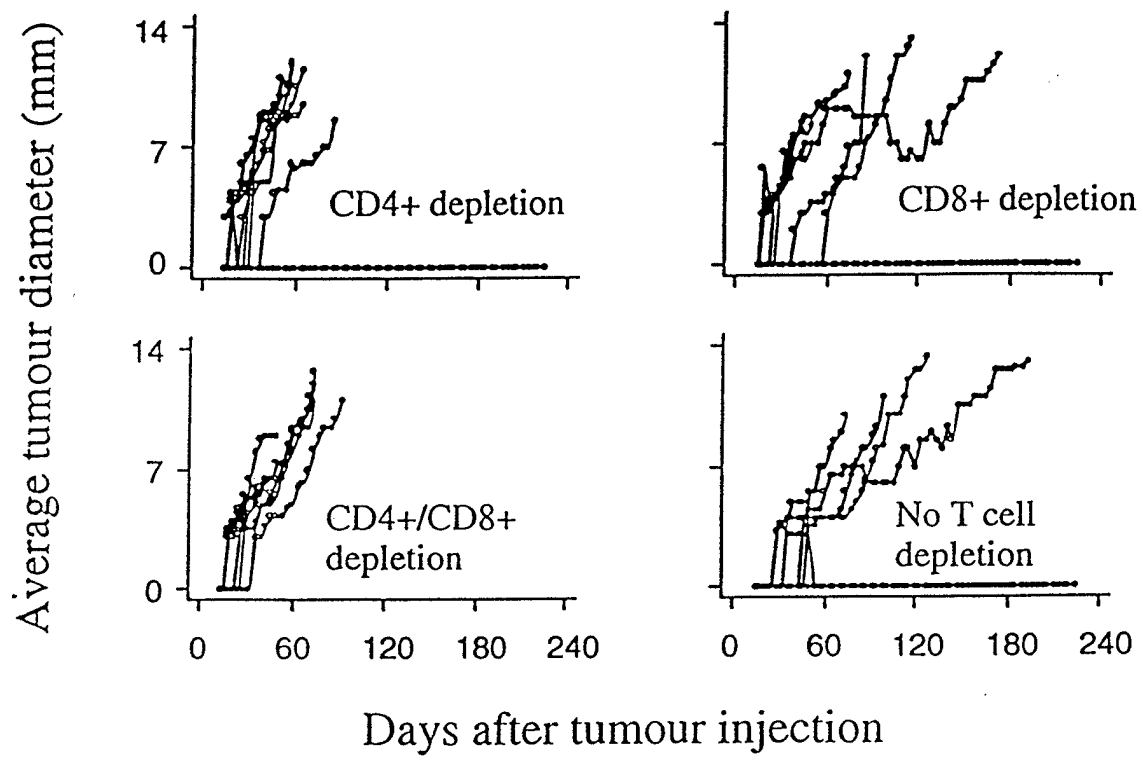 Average tumour diameter (mm)
14
7
0
CD4+ depletion
CD8+ depletion
14
7
0
CD4+/CD8+
depletion
No T cell
depletion
0 60 120 180 240
0 60 120 180 240
Days after tumour injection